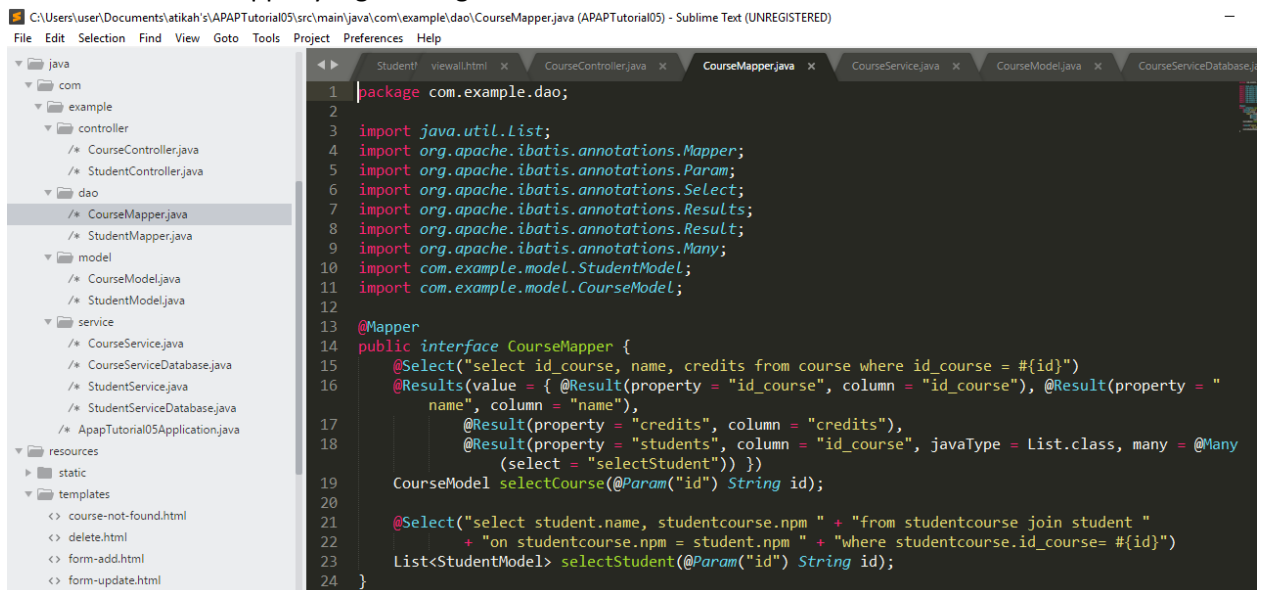 C:\Users\user\Documents\atikah's\APAPTutorial05\src\main\java\com\example\dao\CourseMapper.java (APAPTutorial05) - Sublime Text (UNREGISTERED)
File Edit Selection Find View Goto Tools Project Preferences Help
java
com
example
controller
/* CourseController.java
/* StudentController.java
dao
/* CourseMapper.java
/* StudentMapper.java
model
/* CourseModel.java
/* StudentModel.java
service
/* CourseService.java
/* CourseServiceDatabase.java
/* StudentService.java
/* StudentServiceDatabase.java
/* ApapTutorial05Application.java
resources
static
templates
<> course-not-found.html
<> delete.html
<> form-add.html
<> form-update.html
viewall.html × CourseController.java × CourseMapper.java × CourseService.java × CourseModel.java × CourseServiceDatabase.ja
1 package com.example.dao;
2
3 import java.util.List;
4 import org.apache.ibatis.annotations.Mapper;
5 import org.apache.ibatis.annotations.Param;
6 import org.apache.ibatis.annotations.Select;
7 import org.apache.ibatis.annotations.Results;
8 import org.apache.ibatis.annotations.Result;
9 import org.apache.ibatis.annotations.Many;
10 import com.example.model.StudentModel;
11 import com.example.model.CourseModel;
12
13 @Mapper
14 public interface CourseMapper {
15 @Select("select id_course, name, credits from course where id_course = #{id}")
16 @Results(value = { @Result(property = "id_course", column = "id_course"), @Result(property = "
name", column = "name"),
17 @Result(property = "credits", column = "credits"),
18 @Result(property = "students", column = "id_course", javaType = List.class, many = @Many
(select = "selectStudent")) })
19 CourseModel selectCourse(@Param("id") String id);
20
21 @Select("select student.name, studentcourse.npm " + "from studentcourse join student "
22 + "on studentcourse.npm = student.npm " + "where studentcourse.id_course= #{id}")
23 List<StudentModel> selectStudent(@Param("id") String id);
24 }